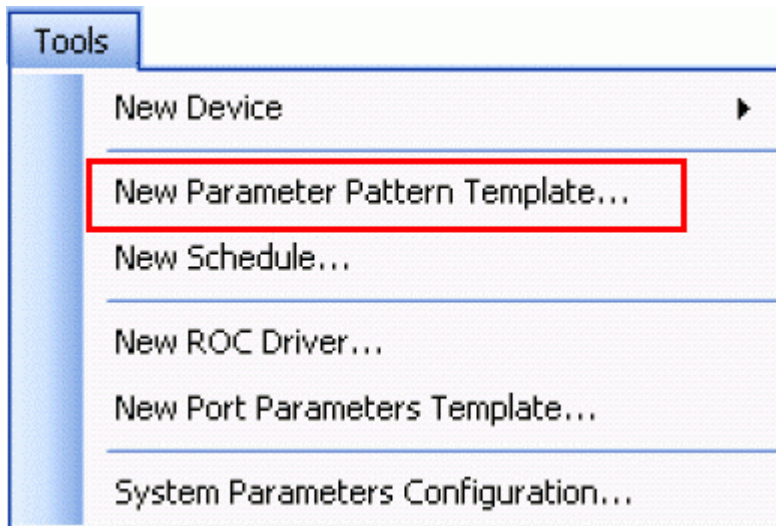 Tools
New Device
New Parameter Pattern Template...
New Schedule...
New ROC Driver...
New Port Parameters Template...
System Parameters Configuration...